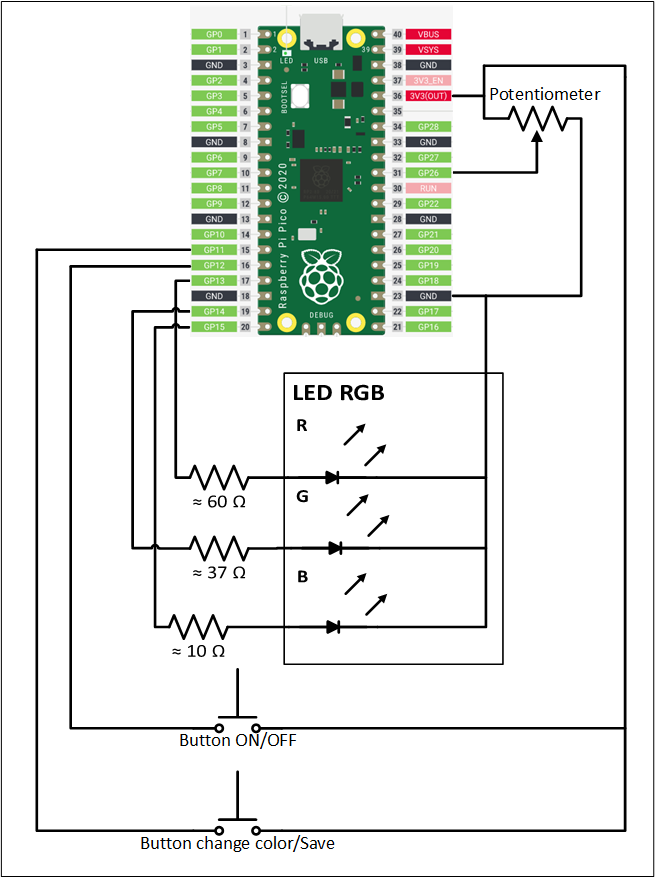 GP0 1 1 40 VBUS
GP1 2 2 39 39 VSYS
GND 3 LED USB 38 GND
GP2 4 37 3V3_EN
GP3 5 BOOTSEL 36 3V3(OUT)
Potentiometer
GP4 6 35
GP5 7 34 GP28
GND 8 33 GND
GP6 9 32 GP27
GP7 10 31 GP26
GP8 11 30 RUN
GP9 12 29 GP22
GND 13 28 GND
GP10 14 27 GP21
GP11 15 26 GP20
GP12 16 25 GP19
GP13 17 24 GP18
GND 18 23 GND
GP14 19 22 GP17
GP15 20 21 GP16
Raspberry Pi Pico ©2020
DEBUG
LED RGB
R
≈ 60 Ω
G
≈ 37 Ω
B
≈ 10 Ω
Button ON/OFF
Button change color/Save